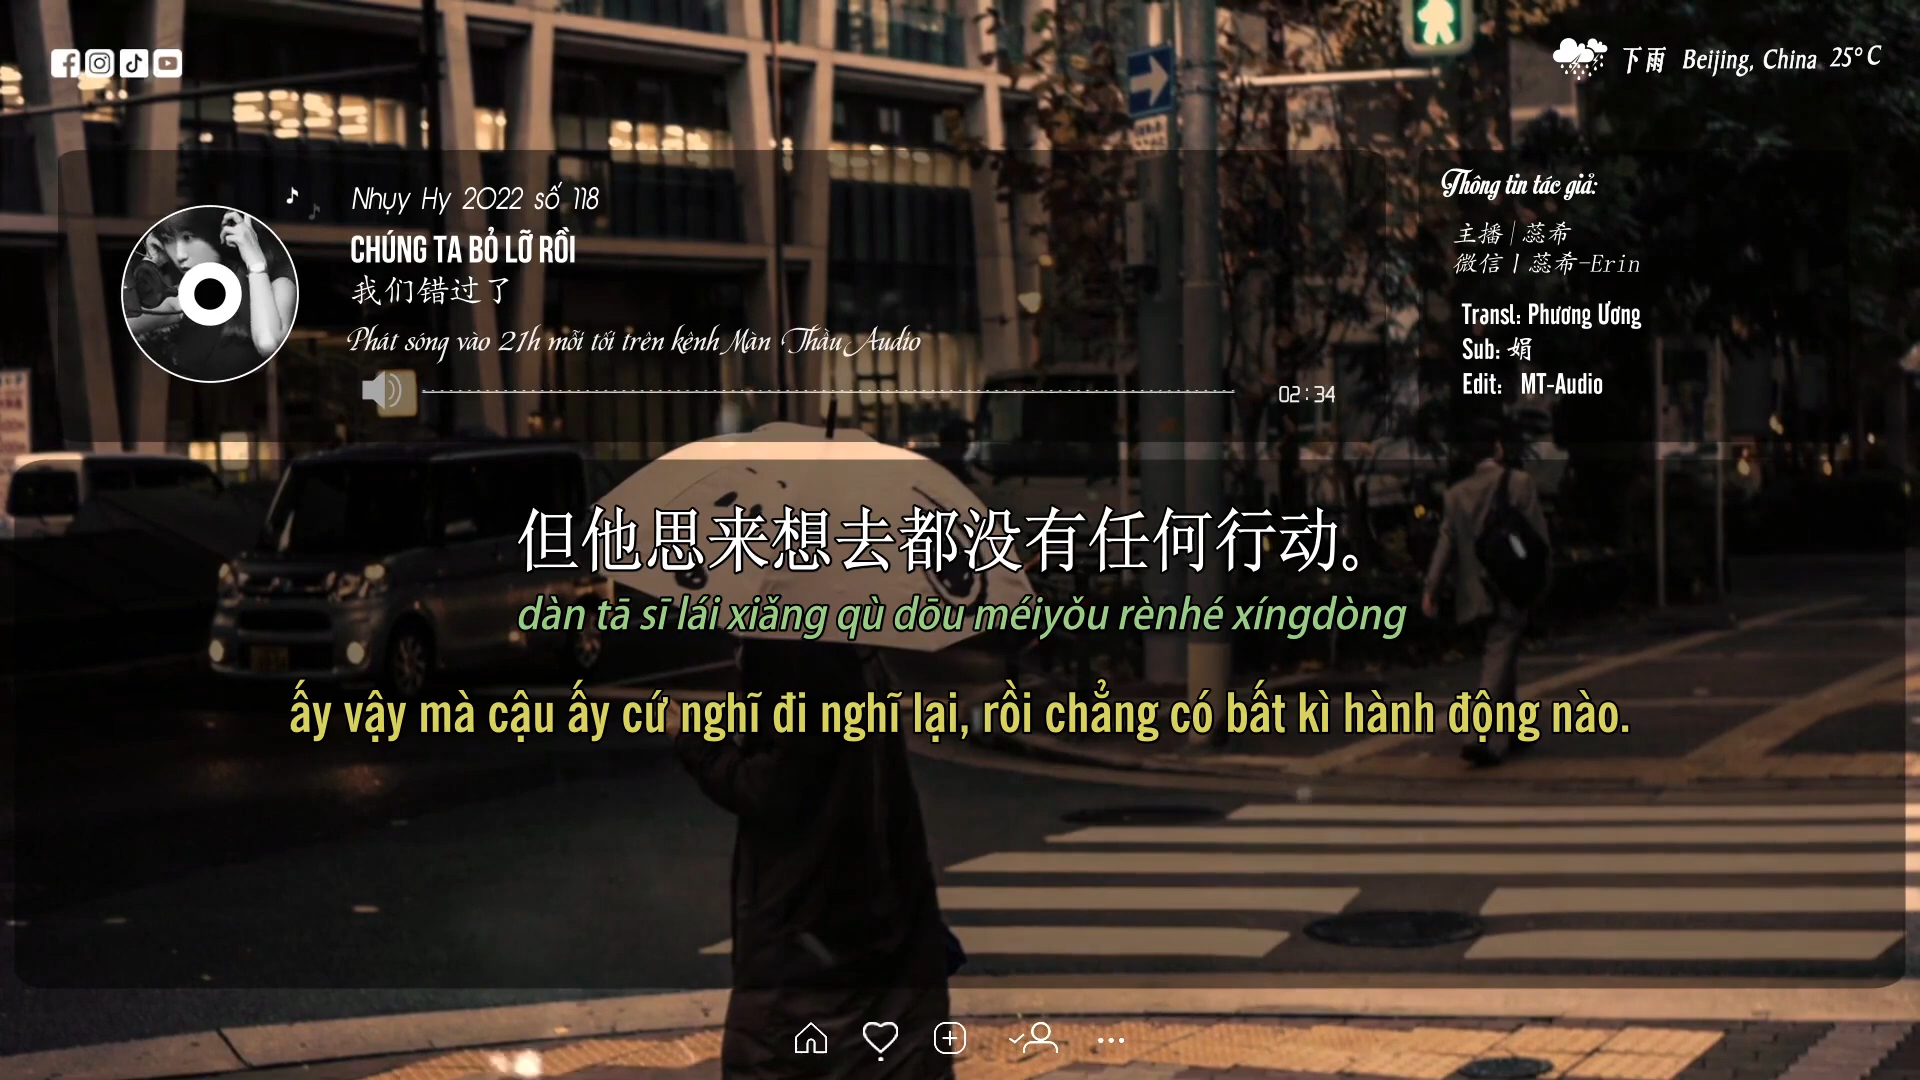 下雨 Beijing, China 25° C
Nhụy Hy 2022 số 118
CHÚNG TA BỎ LỠ RỒI
我们错过了
Phát sóng vào 21h mỗi tối trên kênh Màn Thầu Audio
02:34
Thông tin tác giả:
主播 | 蕊希
微信 | 蕊希-Erin
Transl: Phương Ương
Sub: 娟
Edit: MT-Audio
但他思来想去都没有任何行动。
dàn tā sī lái xiǎng qù dōu méiyǒu rènhé xíngdòng
ấy vậy mà cậu ấy cứ nghĩ đi nghĩ lại, rồi chẳng có bất kì hành động nào.